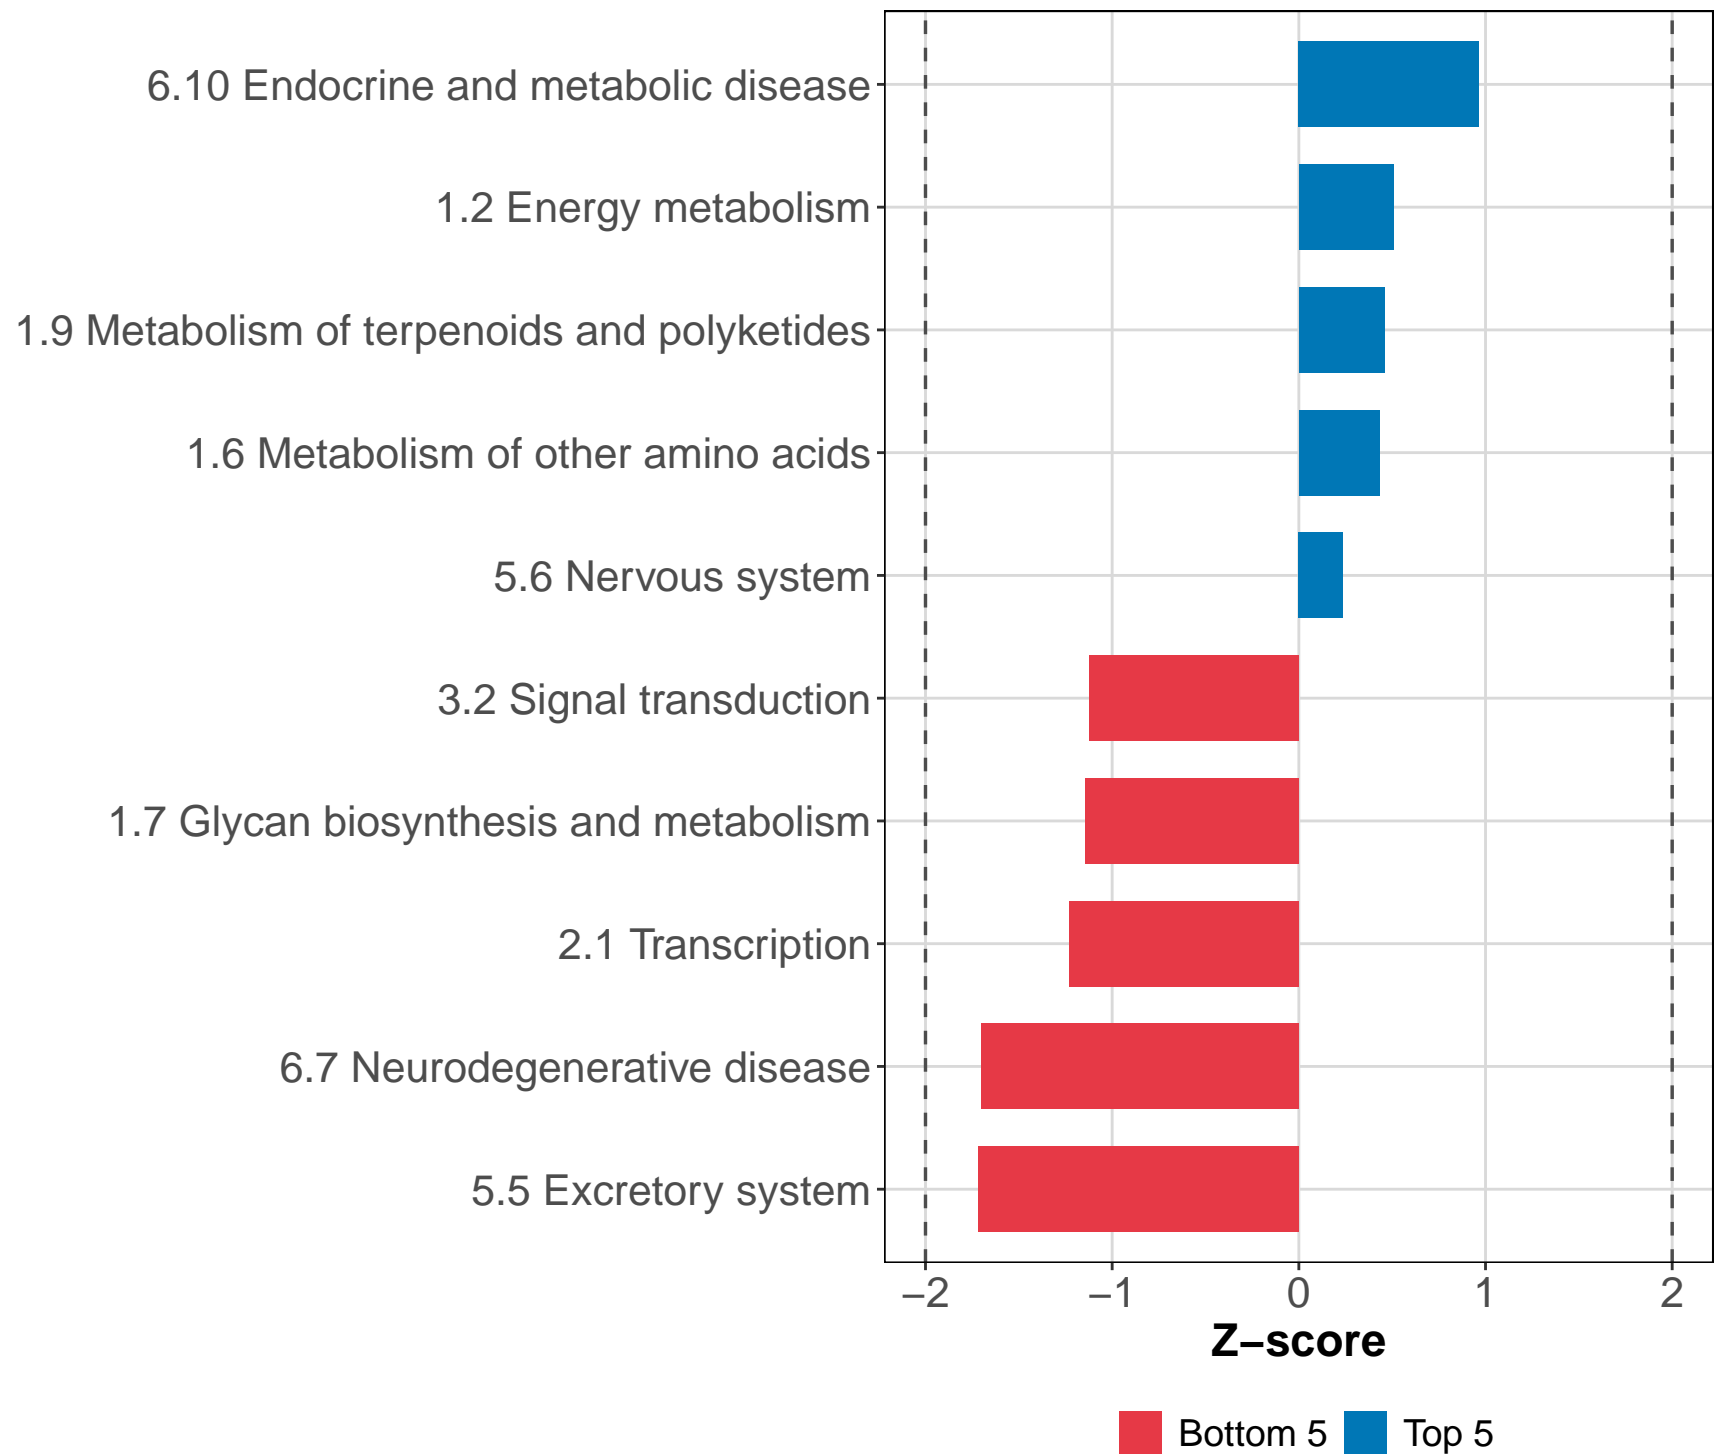 6.10 Endocrine and metabolic disease
1.2 Energy metabolism
1.9 Metabolism of terpenoids and polyketides
1.6 Metabolism of other amino acids
5.6 Nervous system
3.2 Signal transduction
1.7 Glycan biosynthesis and metabolism
2.1 Transcription
6.7 Neurodegenerative disease
5.5 Excretory system
−2 −1 0 1 2
Z−score
Bottom 5 Top 5